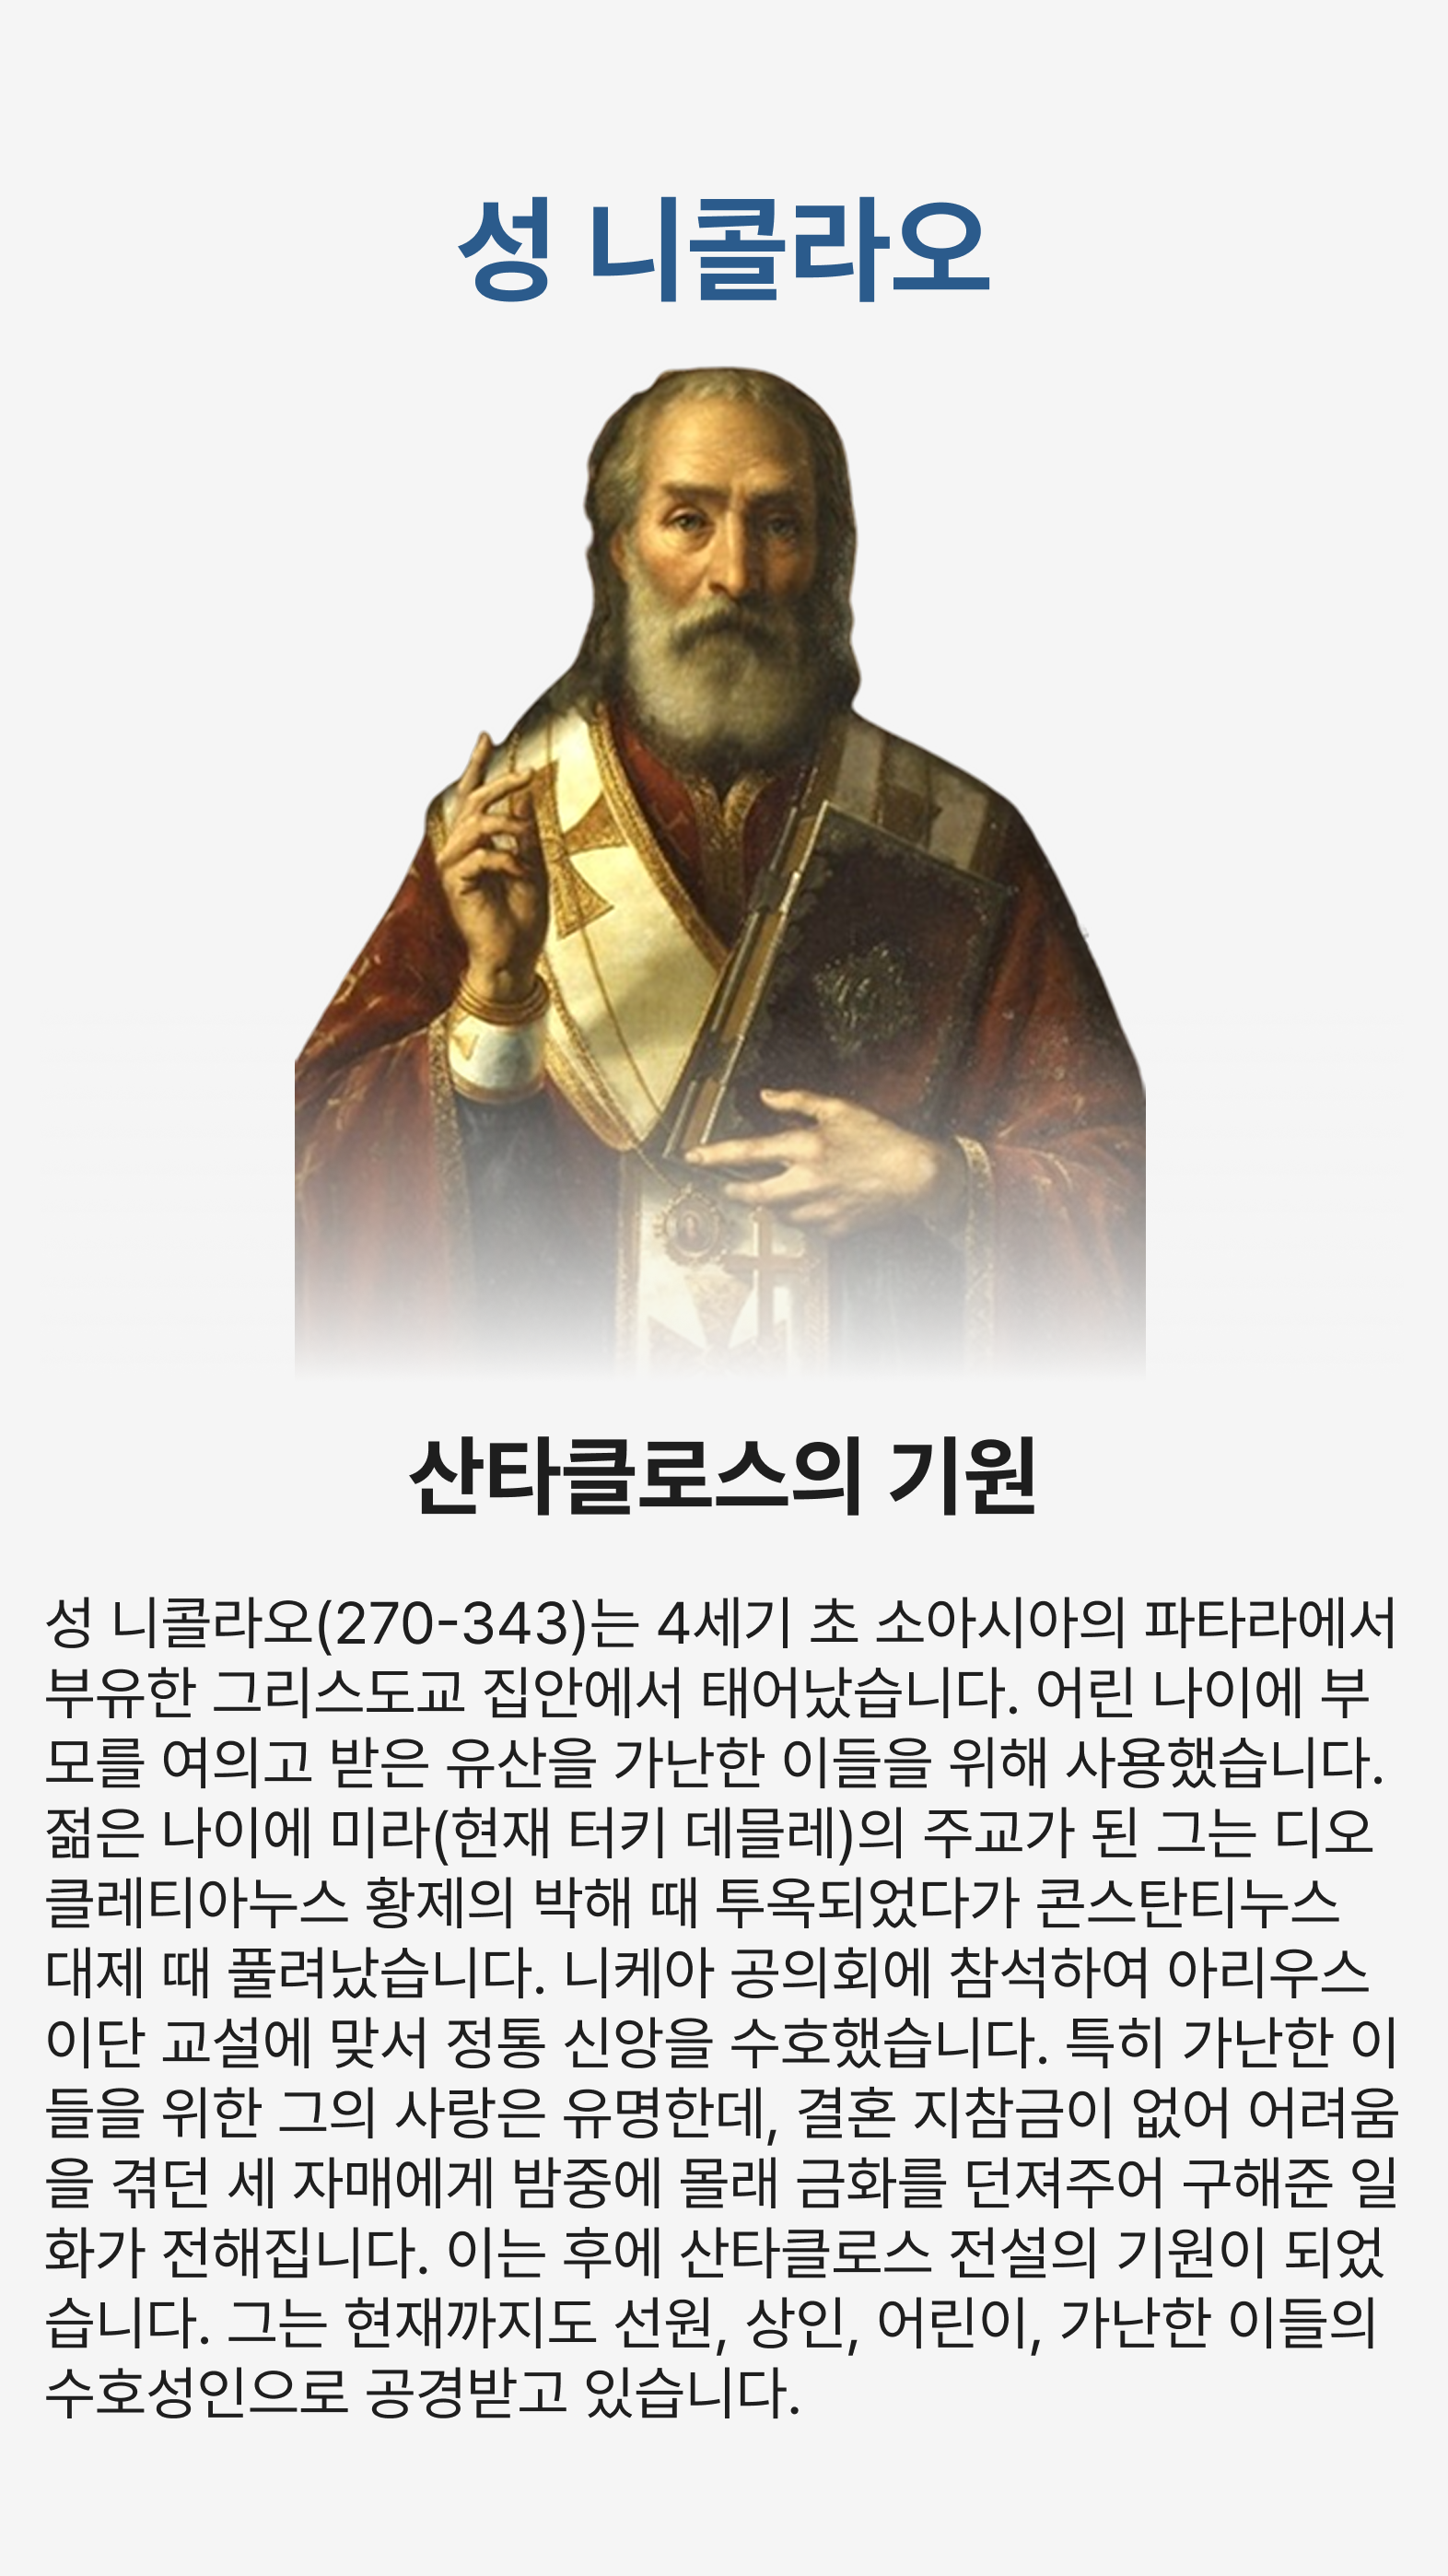 성 니콜라오
산타클로스의 기원
성 니콜라오(270-343)는 4세기 초 소아시아의 파타라에서
부유한 그리스도교 집안에서 태어났습니다. 어린 나이에 부
모를 여의고 받은 유산을 가난한 이들을 위해 사용했습니다.
젊은 나이에 미라(현재 터키 데믈레)의 주교가 된 그는 디오
클레티아누스 황제의 박해 때 투옥되었다가 콘스탄티누스
대제 때 풀려났습니다. 니케아 공의회에 참석하여 아리우스
이단 교설에 맞서 정통 신앙을 수호했습니다. 특히 가난한 이
들을 위한 그의 사랑은 유명한데, 결혼 지참금이 없어 어려움
을 겪던 세 자매에게 밤중에 몰래 금화를 던져주어 구해준 일
화가 전해집니다. 이는 후에 산타클로스 전설의 기원이 되었
습니다. 그는 현재까지도 선원, 상인, 어린이, 가난한 이들의
수호성인으로 공경받고 있습니다.